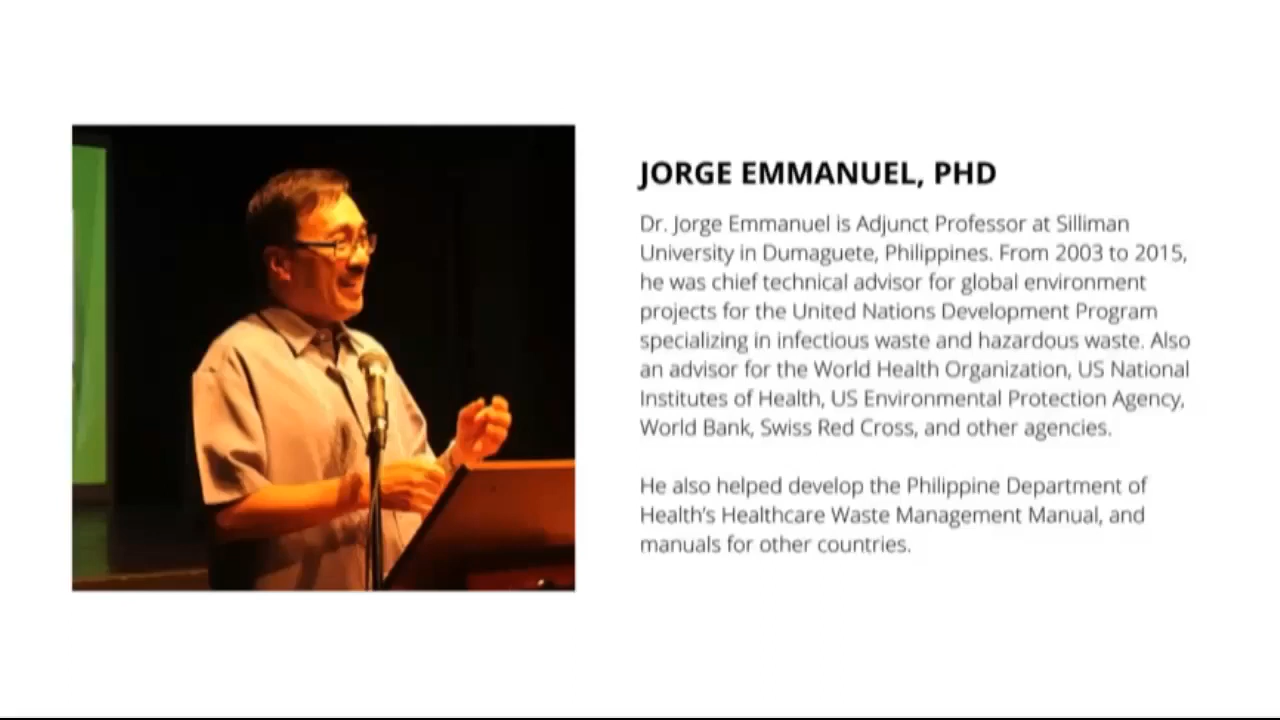 JORGE EMMANUEL, PHD
Dr. Jorge Emmanuel is Adjunct Professor at Silliman
University in Dumaguete, Philippines. From 2003 to 2015,
he was chief technical advisor for global environment
projects for the United Nations Development Program
specializing in infectious waste and hazardous waste. Also
an advisor for the World Health Organization, US National
Institutes of Health, US Environmental Protection Agency,
World Bank, Swiss Red Cross, and other agencies.
He also helped develop the Philippine Department of
Health’s Healthcare Waste Management Manual, and
manuals for other countries.